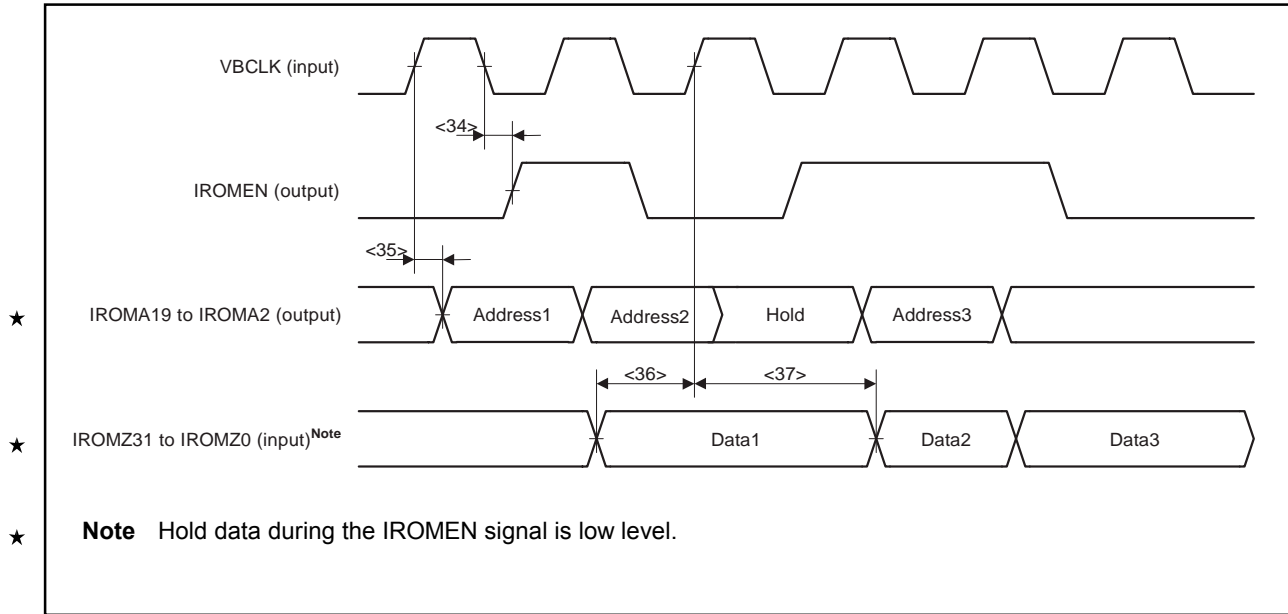 VBCLK (input)
<34>
IROMEN (output)
<35>
★ IROMA19 to IROMA2 (output) Address1 Address2 Hold Address3
<36> <37>
★ IROMZ31 to IROMZ0 (input)Note Data1 Data2 Data3
★ Note Hold data during the IROMEN signal is low level.